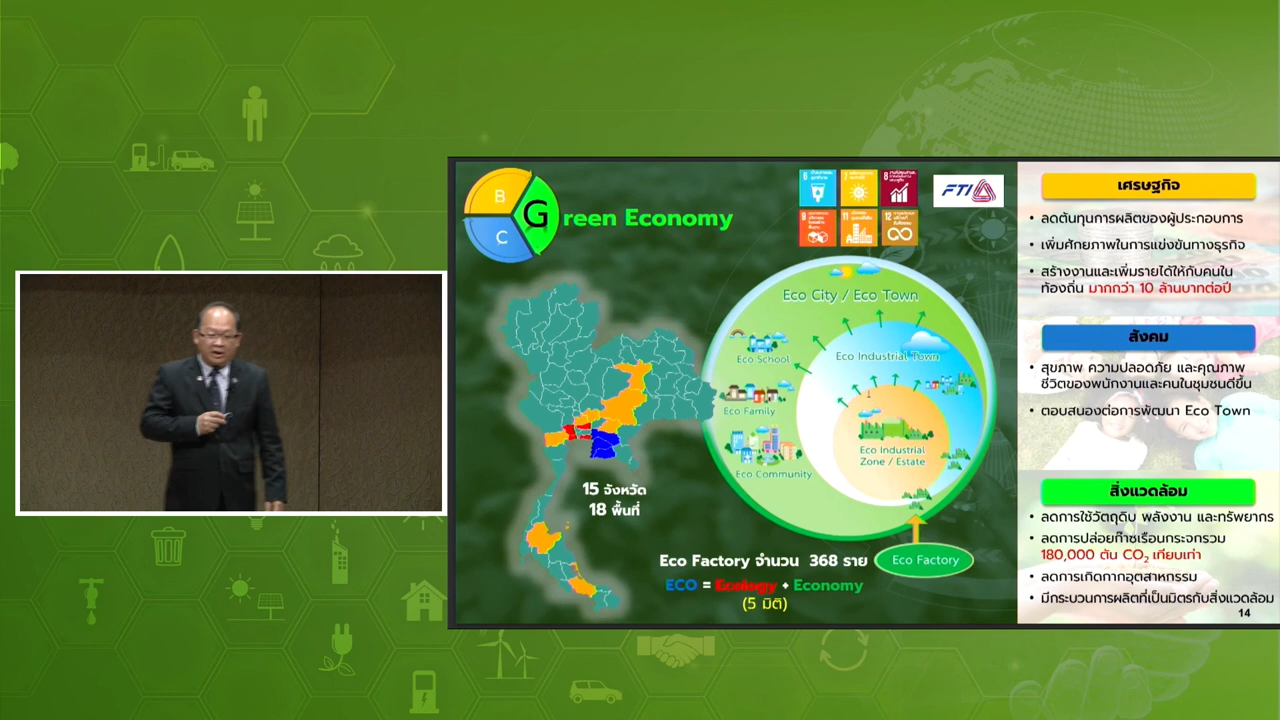 B
C
Green Economy
6
7
8
9
11
12
FTI
Eco City / Eco Town
Eco School
Eco Industrial Town
Eco Family
Eco Community
Eco Industrial
Zone / Estate
15 จังหวัด
18 พื้นที่
Eco Factory จำนวน 368 ราย
Eco Factory
ECO = Ecology + Economy
(5 มิติ)
เศรษฐกิจ
• ลดต้นทุนการผลิตของผู้ประกอบการ
• เพิ่มศักยภาพในการแข่งขันทางธุรกิจ
• สร้างงานและเพิ่มรายได้ให้กับคนใน
ท้องถิ่น มากกว่า 10 ล้านบาทต่อปี
สังคม
• สุขภาพ ความปลอดภัย และคุณภาพ
ชีวิตของพนักงานและคนในชุมชนดีขึ้น
• ตอบสนองต่อการพัฒนา Eco Town
สิ่งแวดล้อม
• ลดการใช้วัตถุดิบ พลังงาน และทรัพยากร
• ลดการปล่อยก๊าซเรือนกระจกรวม
180,000 ตัน CO₂ เทียบเท่า
• ลดการเกิดกากอุตสาหกรรม
• มีกระบวนการผลิตที่เป็นมิตรกับสิ่งแวดล้อม
14